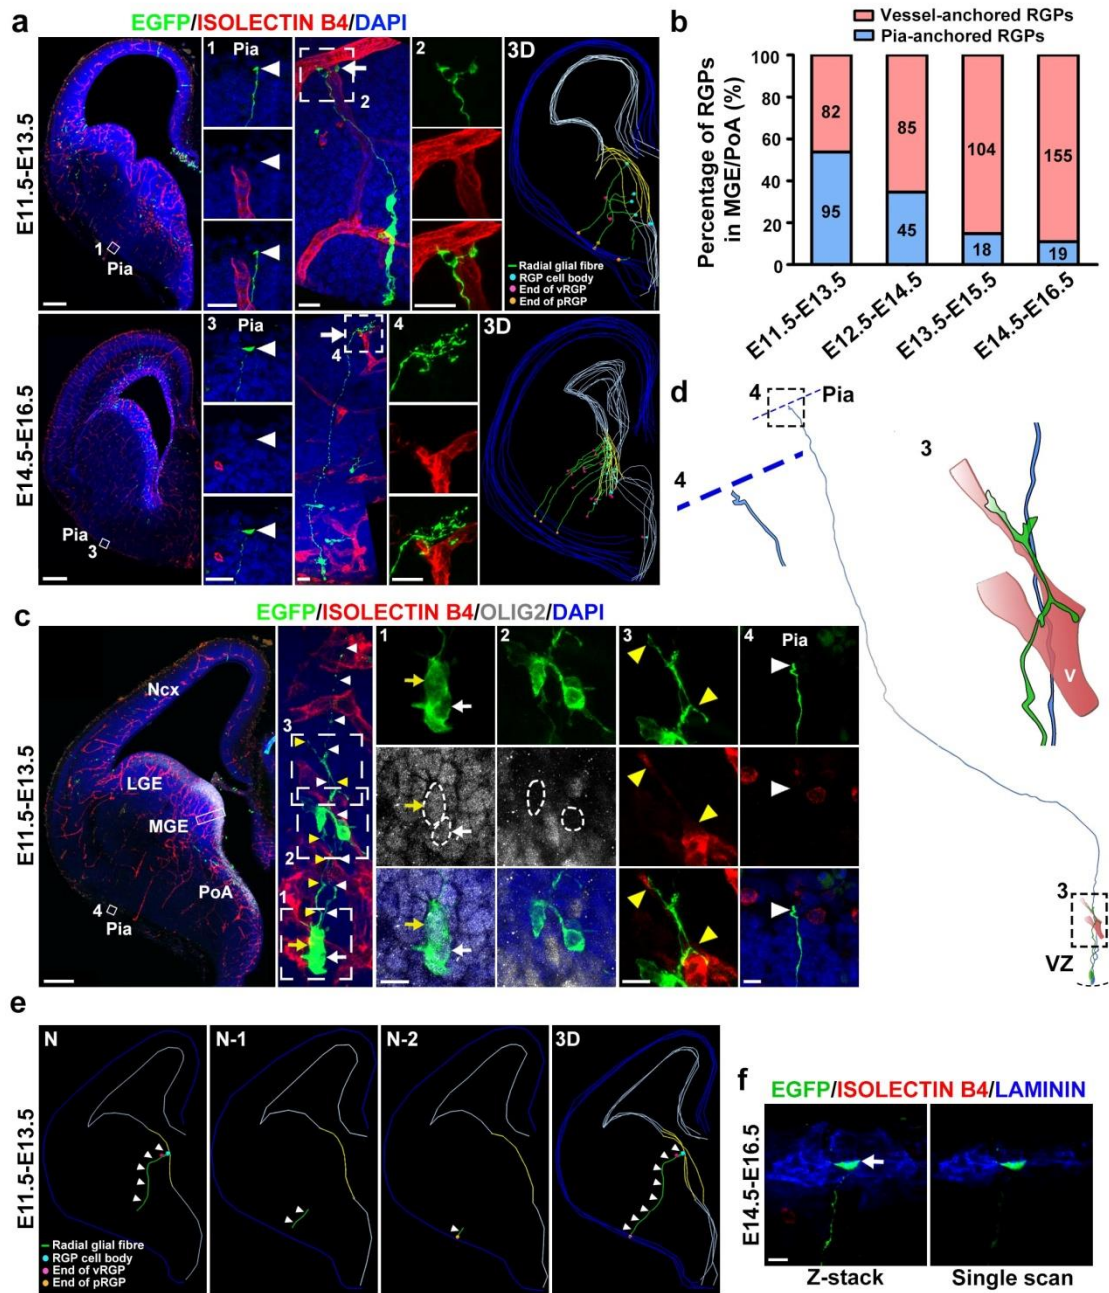 a
EGFP/ISOLECTIN B4/DAPI
E11.5-E13.5
1
Pia
1 Pia
2
2
3D
Radial glial fibre
RGP cell body
End of vRGP
End of pRGP
E14.5-E16.5
Pia
3
3 Pia
4
4
3D
b
Vessel-anchored RGPs
Pia-anchored RGPs
Percentage of RGPs
in MGE/PoA (%)
100
80
60
40
20
0
82
85
104
155
95
45
18
19
E11.5-E13.5
E12.5-E14.5
E13.5-E15.5
E14.5-E16.5
c
EGFP/ISOLECTIN B4/OLIG2/DAPI
E11.5-E13.5
Ncx
LGE
MGE
PoA
4
Pia
3
2
1
1
2
3
4 Pia
d
4
Pia
4
3
V
3
VZ
e
E11.5-E13.5
N
N-1
N-2
3D
Radial glial fibre
RGP cell body
End of vRGP
End of pRGP
f
EGFP/ISOLECTIN B4/LAMININ
E14.5-E16.5
Z-stack
Single scan